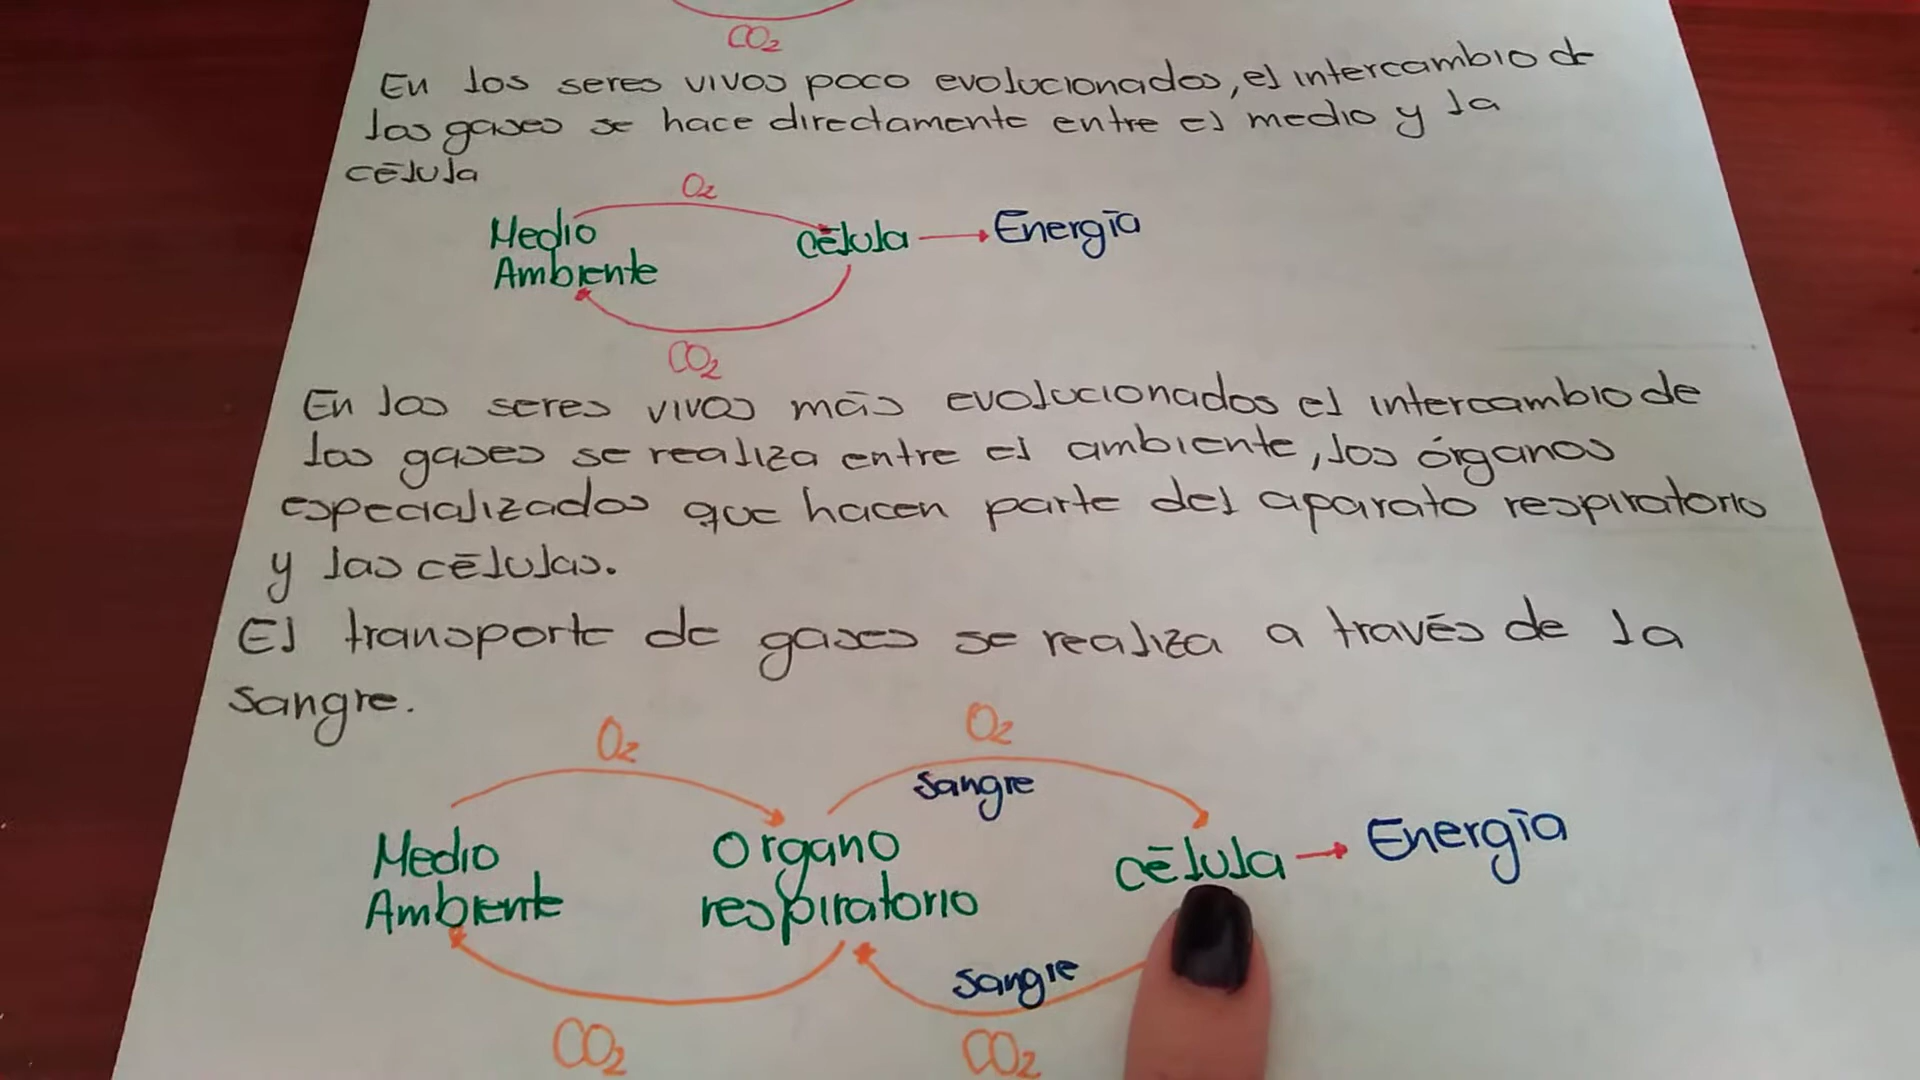 CO2
En los seres vivos poco evolucionados, el intercambio de
los gases se hace directamente entre el medio y la
célula
O2
Medio
Ambiente
célula → Energía
CO2
En los seres vivos más evolucionados el intercambio de
los gases se realiza entre el ambiente, los órganos
especializados que hacen parte del aparato respiratorio
y las células.
El transporte de gases se realiza a través de la
sangre.
O2
O2
Sangre
Medio
Ambiente
Organo
respiratorio
célula → Energía
Sangre
CO2
CO2